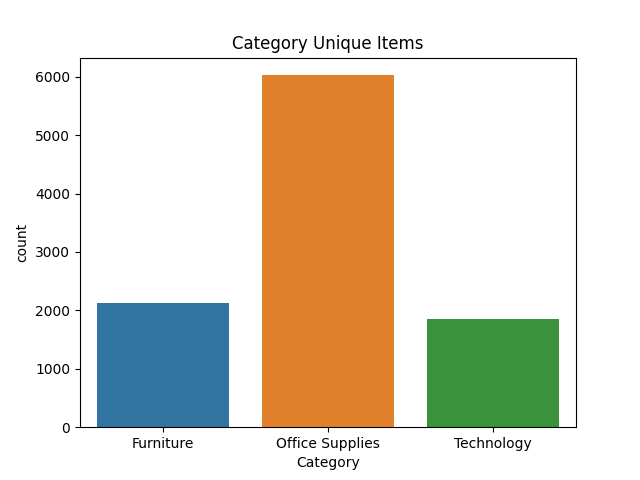 Category Unique Items
6000
5000
4000
3000
2000
1000
0
count
Furniture
Office Supplies
Technology
Category